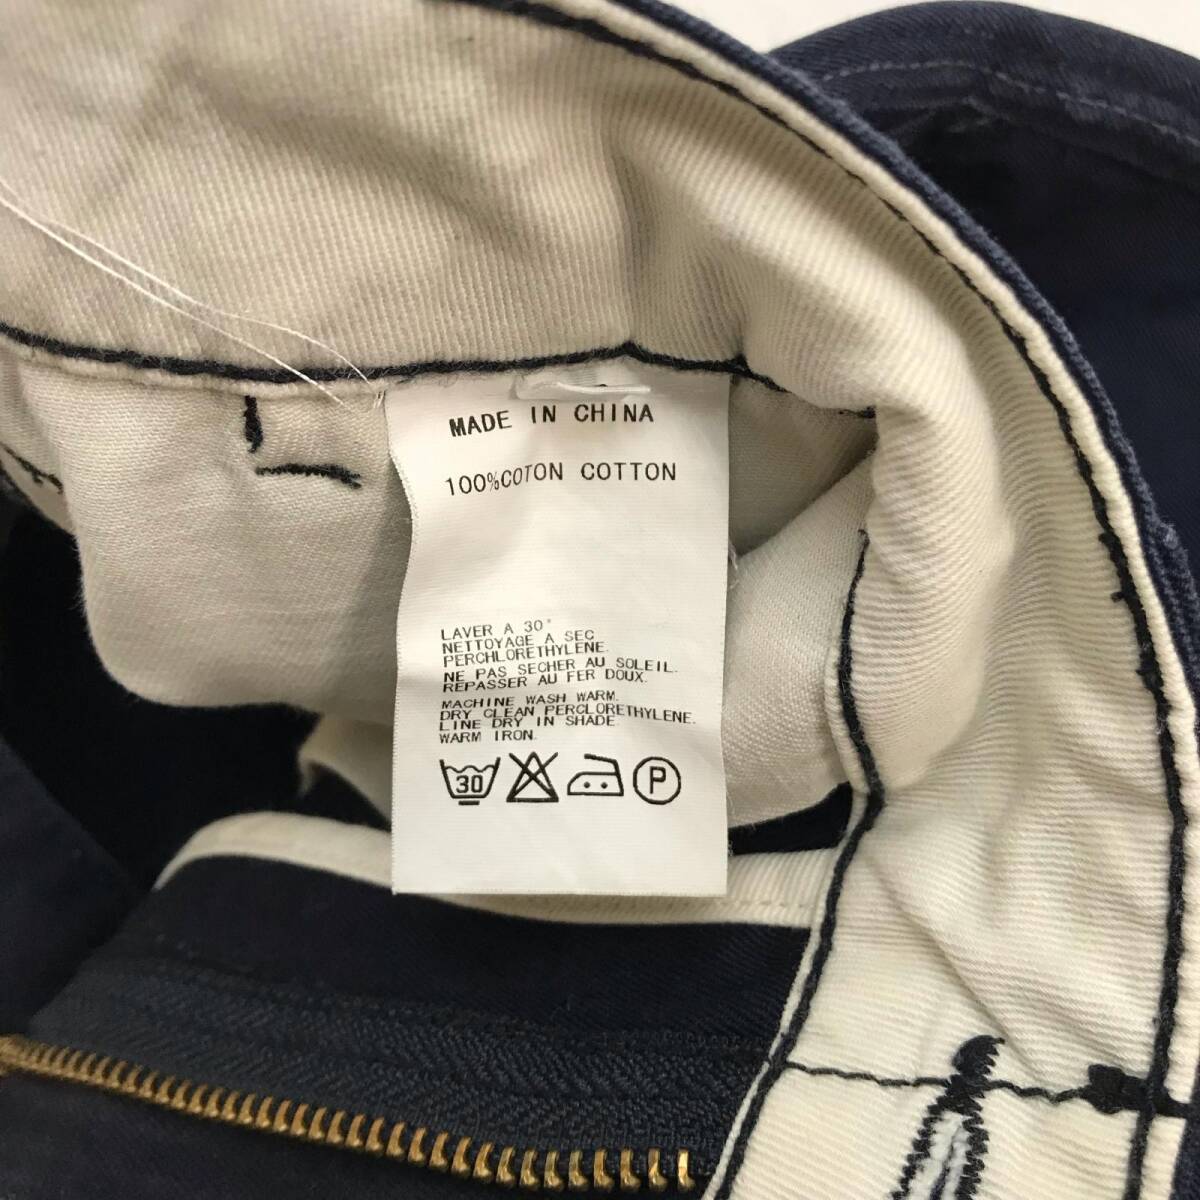 MADE IN CHINA
100%COTON COTTON
LAVER A 30°
NETTOYAGE A SEC
PERCHLORETHYLENE.
NE PAS SECHER AU SOLEIL.
REPASSER AU FER DOUX.
MACHINE WASH WARM.
DRY CLEAN PERCLORETHYLENE.
LINE DRY IN SHADE
WARM IRON.
30 P